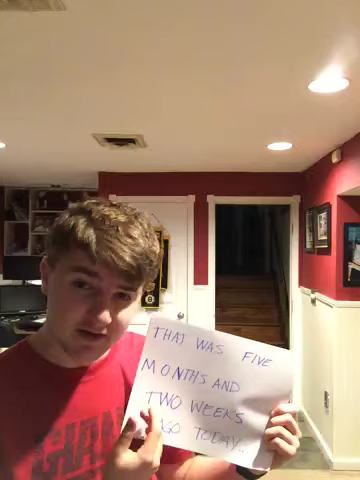 THAT WAS FIVE
MONTHS AND
TWO WEEKS
AGO TODAY..